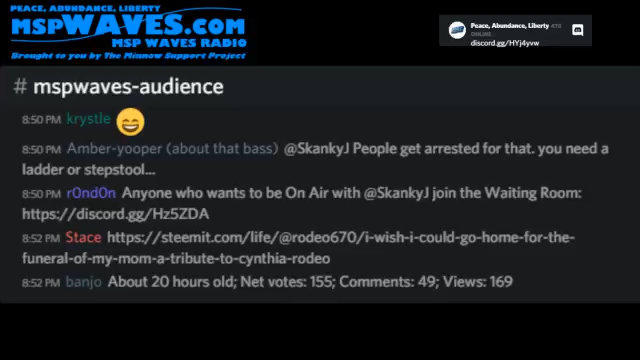 PEACE, ABUNDANCE, LIBERTY
MSPWAVES.COM
MSP WAVES RADIO
Brought to you by The Minnow Support Project
Peace, Abundance, Liberty 470
ONLINE
discord.gg/HYj4yvw
# mspwaves-audience
8:50 PM krystle
8:50 PM Amber-yooper (about that bass) @SkankyJ People get arrested for that. you need a
ladder or stepstool...
8:50 PM r0nd0n Anyone who wants to be On Air with @SkankyJ join the Waiting Room:
https://discord.gg/Hz5ZDA
8:52 PM Stace https://steemit.com/life/@rodeo670/i-wish-i-could-go-home-for-the-
funeral-of-my-mom-a-tribute-to-cynthia-rodeo
8:52 PM banjo About 20 hours old; Net votes: 155; Comments: 49; Views: 169